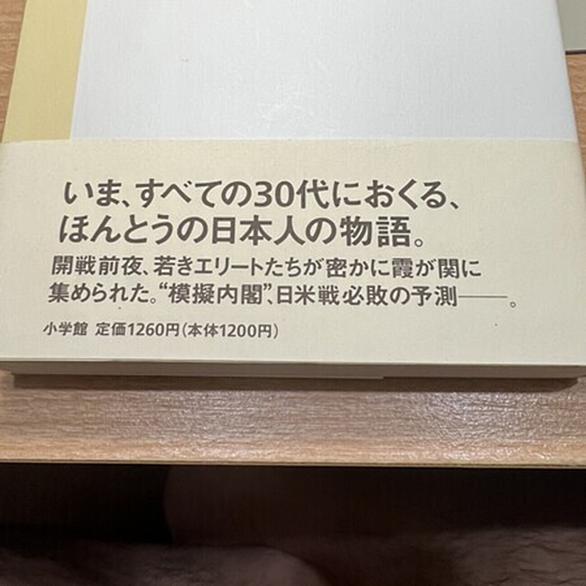 いま、すべての30代におくる、
ほんとうの日本人の物語。
開戦前夜、若きエリートたちが密かに霞が関に
集められた。“模擬内閣”、日米戦必敗の予測――。
小学館 定価1260円(本体1200円)